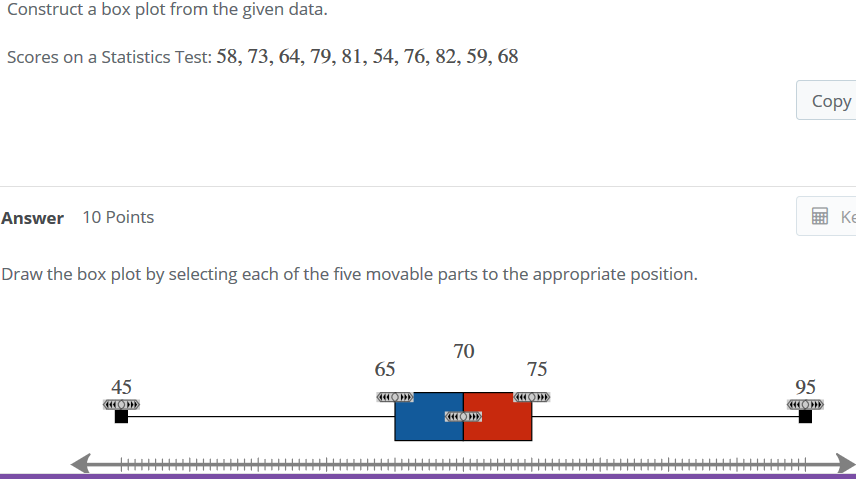 Construct a box plot from the given data.
Scores on a Statistics Test: 58, 73, 64, 79, 81, 54, 76, 82, 59, 68
Copy
Answer 10 Points
Ke
Draw the box plot by selecting each of the five movable parts to the appropriate position.
70
65 75
45 95